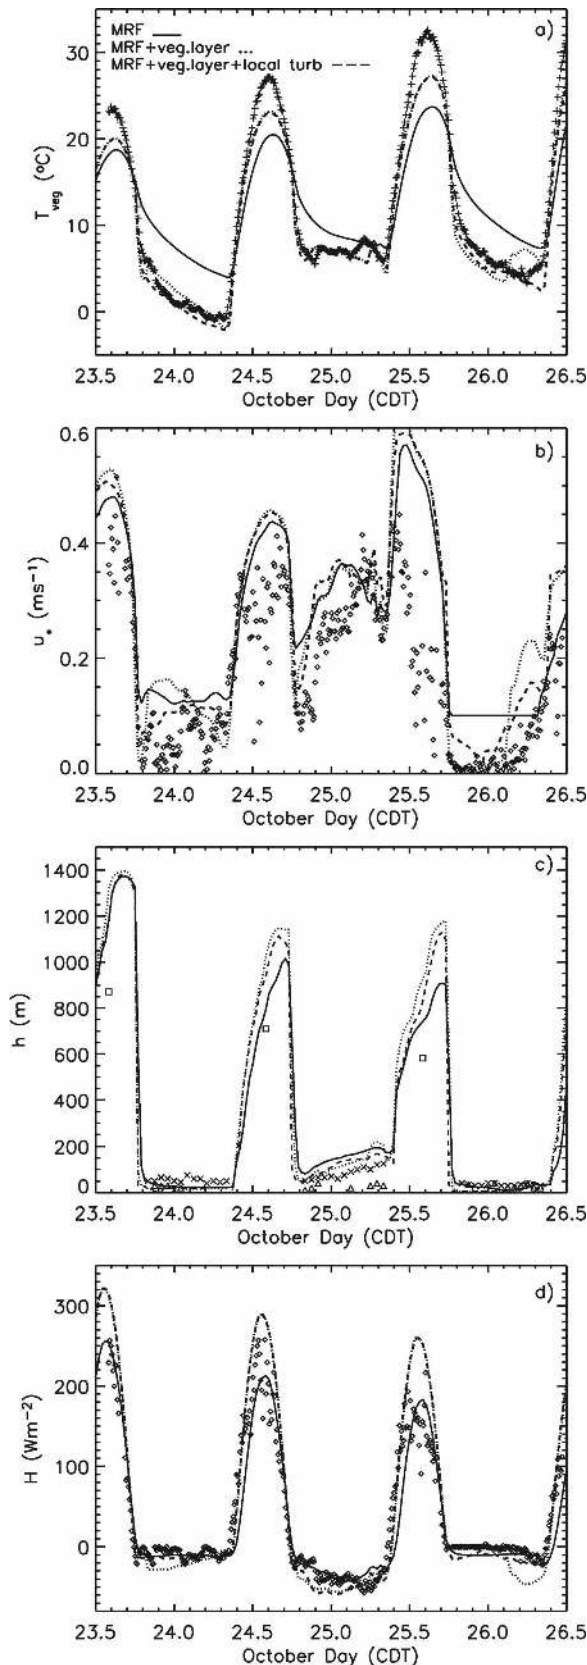 MRF
MRF+veg.layer ...
MRF+veg.layer+local turb
a)
30
20
10
0
T_veg (°C)
23.5 24.0 24.5 25.0 25.5 26.0 26.5
October Day (CDT)
b)
0.6
0.4
0.2
0.0
u* (ms⁻¹)
23.5 24.0 24.5 25.0 25.5 26.0 26.5
October Day (CDT)
c)
1400
1200
1000
800
600
400
200
0
h (m)
23.5 24.0 24.5 25.0 25.5 26.0 26.5
October Day (CDT)
d)
300
200
100
0
H (Wm⁻²)
23.5 24.0 24.5 25.0 25.5 26.0 26.5
October Day (CDT)